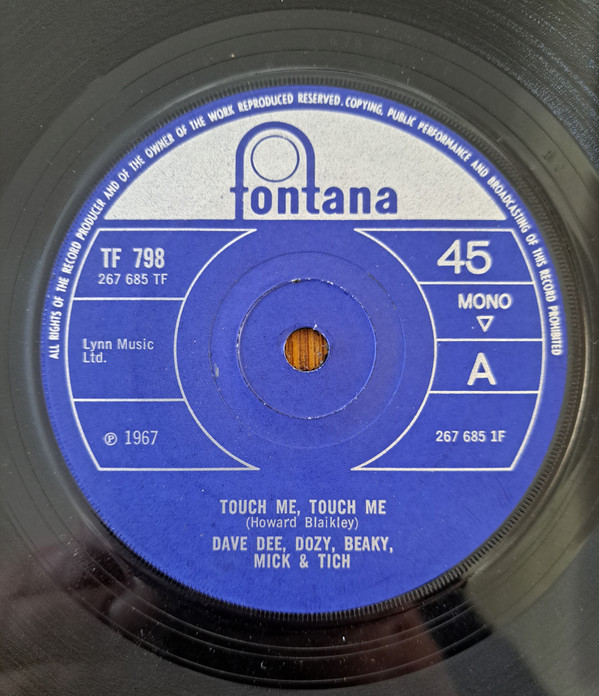 ALL RIGHTS OF THE RECORD PRODUCER AND OF THE OWNER OF THE WORK REPRODUCED RESERVED. COPYING, PUBLIC PERFORMANCE AND BROADCASTING OF THIS RECORD PROHIBITED
fontana
TF 798
267 685 TF
45
MONO
▽
Lynn Music
Ltd.
A
℗ 1967
267 685 1F
TOUCH ME, TOUCH ME
(Howard Blaikley)
DAVE DEE, DOZY, BEAKY,
MICK & TICH